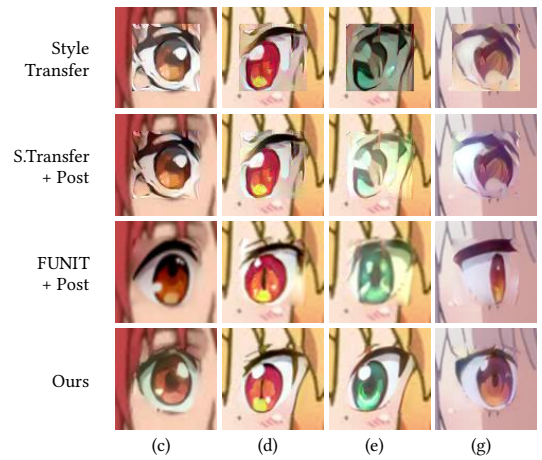 Style
Transfer
S.Transfer
+ Post
FUNIT
+ Post
Ours
(c) (d) (e) (g)